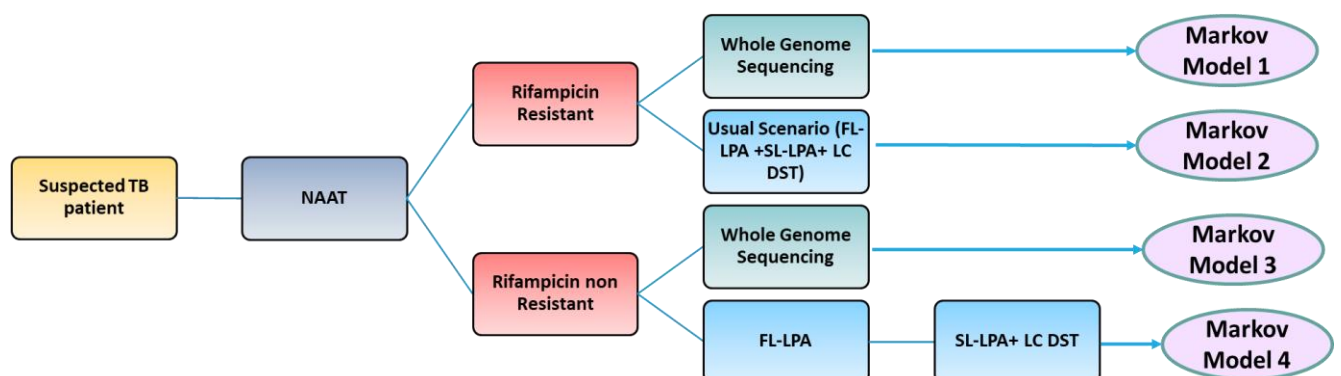 Suspected TB
patient
NAAT
Rifampicin
Resistant
Rifampicin non
Resistant
Whole Genome
Sequencing
Usual Scenario (FL-
LPA +SL-LPA+ LC
DST)
Whole Genome
Sequencing
FL-LPA
SL-LPA+ LC DST
Markov
Model 1
Markov
Model 2
Markov
Model 3
Markov
Model 4